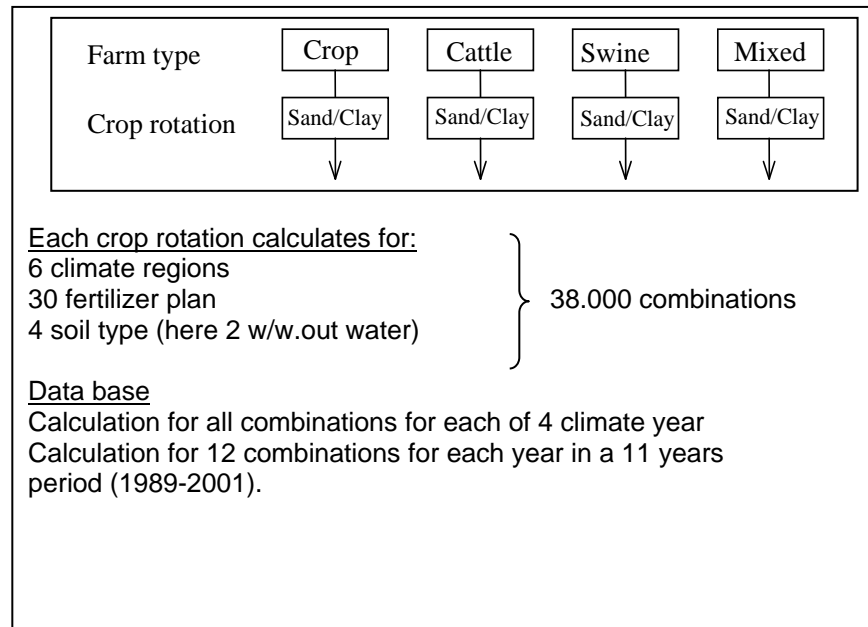 Farm type Crop Cattle Swine Mixed
Crop rotation Sand/Clay Sand/Clay Sand/Clay Sand/Clay
Each crop rotation calculates for:
6 climate regions
30 fertilizer plan 38.000 combinations
4 soil type (here 2 w/w.out water)
Data base
Calculation for all combinations for each of 4 climate year
Calculation for 12 combinations for each year in a 11 years
period (1989-2001).